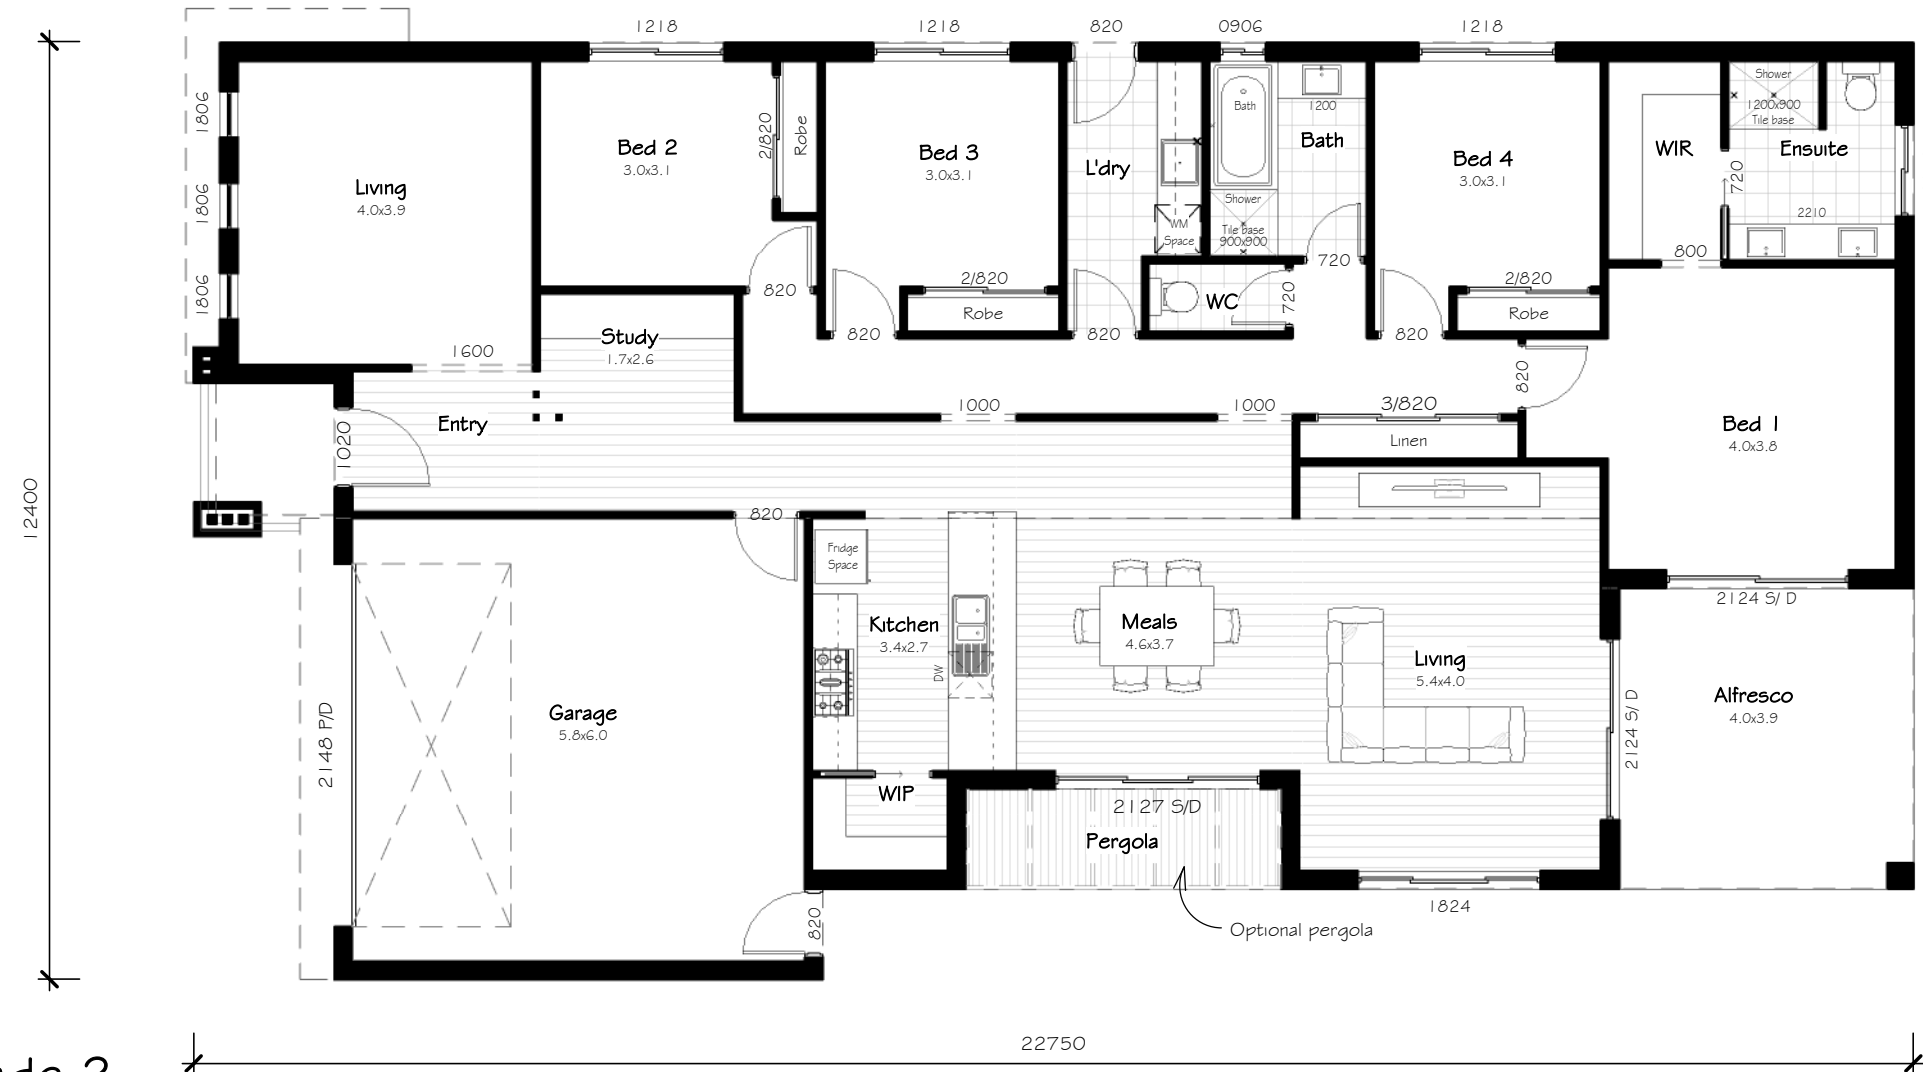 1218
1218
820
0906
1218
1806
1806
1806
Living
4.0x3.9
Bed 2
3.0x3.1
2/820
Robe
Bed 3
3.0x3.1
L'dry
WM
Space
Bath
1200
Bath
Shower
Tile base
900x900
Bed 4
3.0x3.1
WIR
720
Shower
1200x900
Tile base
Ensuite
2210
800
820
2/820
Robe
820
820
WC
720
720
2/820
Robe
820
820
Study
1.7x2.6
1600
Entry
1020
1000
1000
3/820
Linen
Bed 1
4.0x3.8
2124 S/D
12400
820
Fridge
Space
Kitchen
3.4x2.7
DW
Meals
4.6x3.7
Living
5.4x4.0
2124 S/D
Alfresco
4.0x3.9
Garage
5.8x6.0
2148 P/D
WIP
2127 S/D
Pergola
820
1824
Optional pergola
22750